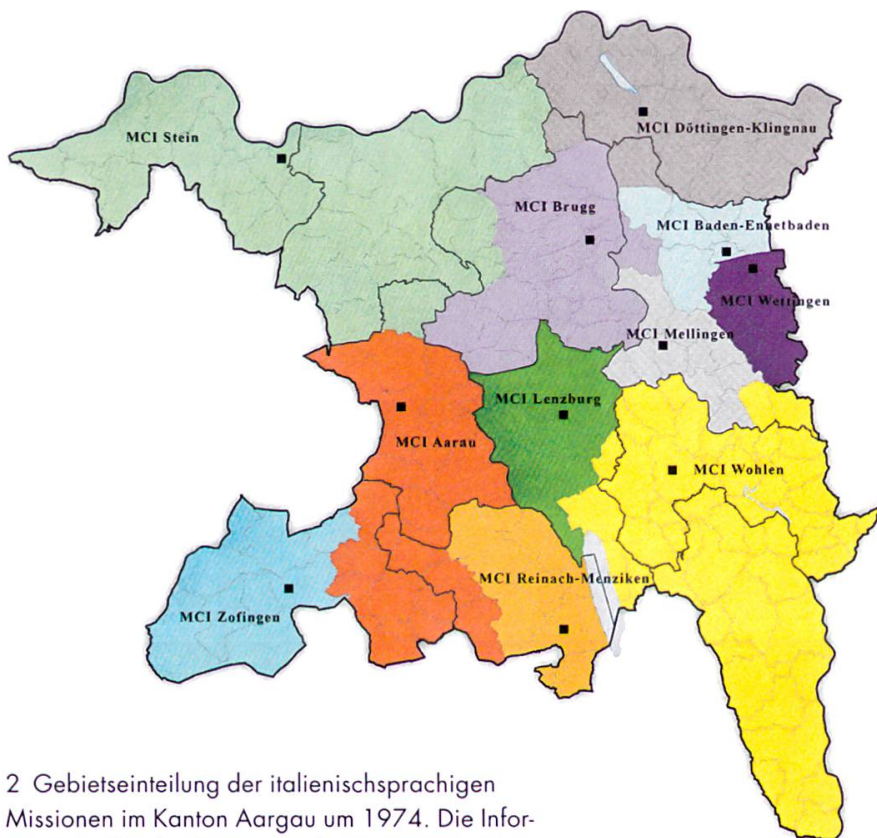 MCI Döttingen-Klingnau
MCI Stein
MCI Brugg
MCI Baden-Ennetbaden
MCI Wettingen
MCI Mellingen
MCI Lenzburg
MCI Aarau
MCI Wohlen
MCI Reinach-Menziken
MCI Zofingen
2 Gebietseinteilung der italienischsprachigen
Missionen im Kanton Aargau um 1974. Die Infor-